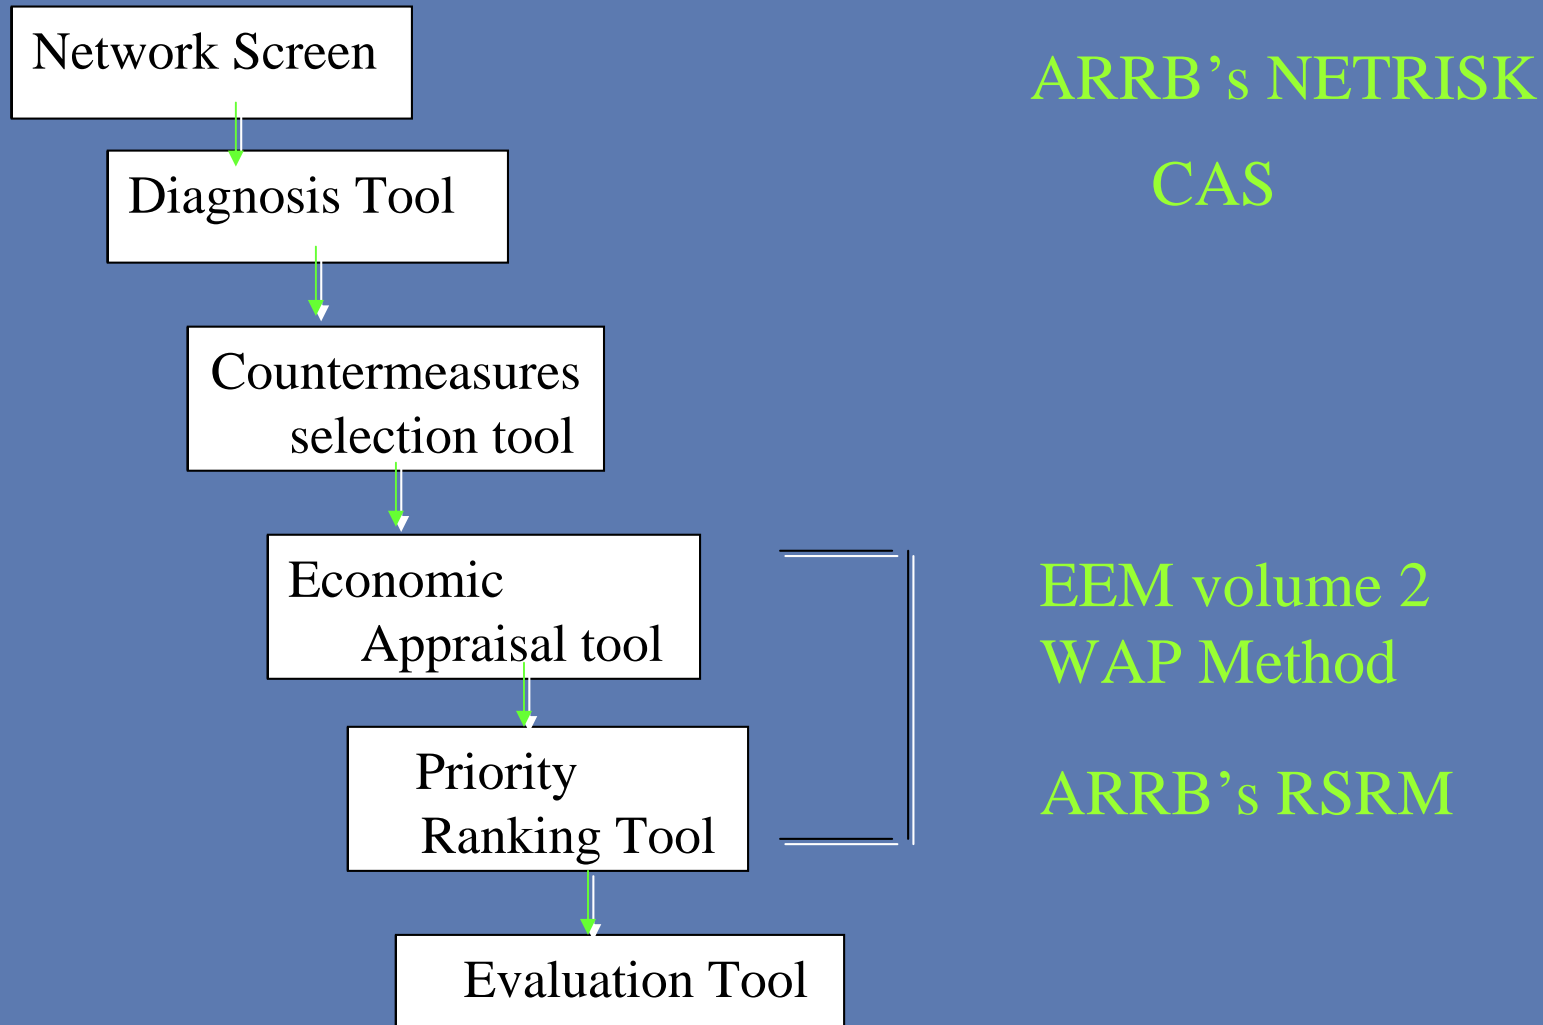 Network Screen
ARRB’s NETRISK
Diagnosis Tool
CAS
Countermeasures
selection tool
Economic
Appraisal tool
EEM volume 2
WAP Method
Priority
Ranking Tool
ARRB’s RSRM
Evaluation Tool